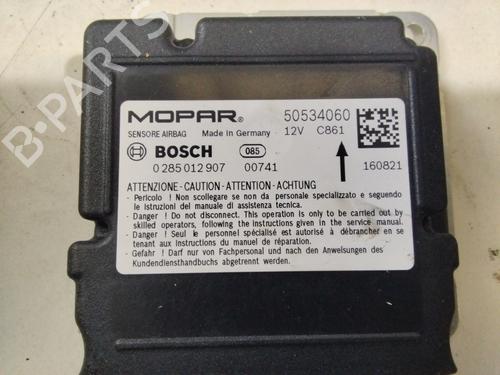 MOPAR® 50534060
SENSORE AIRBAG Made in Germany 12V C861
BOSCH 085
0 285 012 907 00741 160821
ATTENZIONE - CAUTION - ATTENTION - ACHTUNG
- Pericolo ! Non scollegare se non da personale specializzato e seguendo
le istruzioni del manuale di assistenza tecnica.
- Danger ! Do not disconnect. This operation is only to be carried out by
skilled operators, following the instructions given in the service manual.
- Danger ! Seul le personnel spécialisé est autorisé à débrancher en se
tenant aux instructions du manuel de réparation.
- Gefahr ! Darf nur von Fachpersonal und nach den Anweisungen des
Kundendiensthandbuchs abgetrennt werden.
B-PARTS